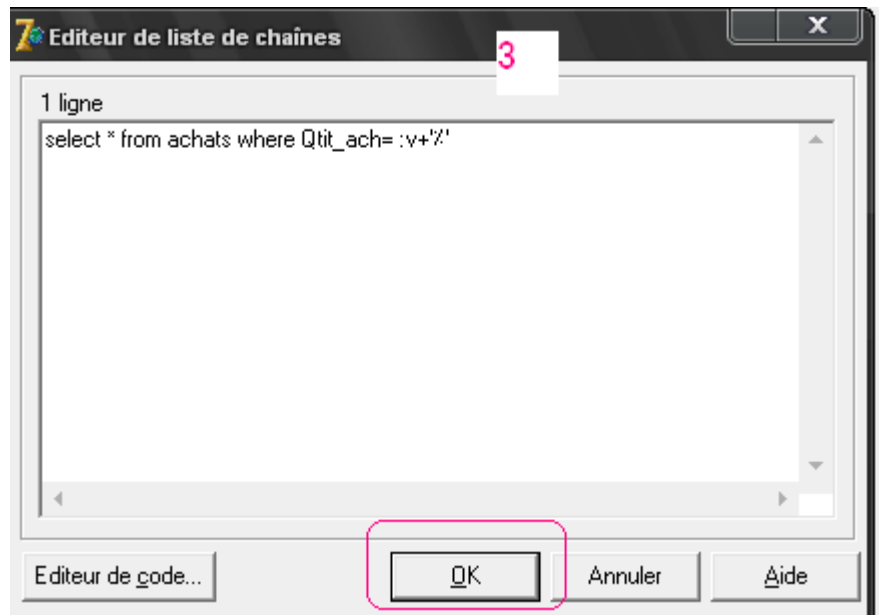 Editeur de liste de chaînes
3
1 ligne
select * from achats where Qtit_ach= :v+'%'
Editeur de code... OK Annuler Aide